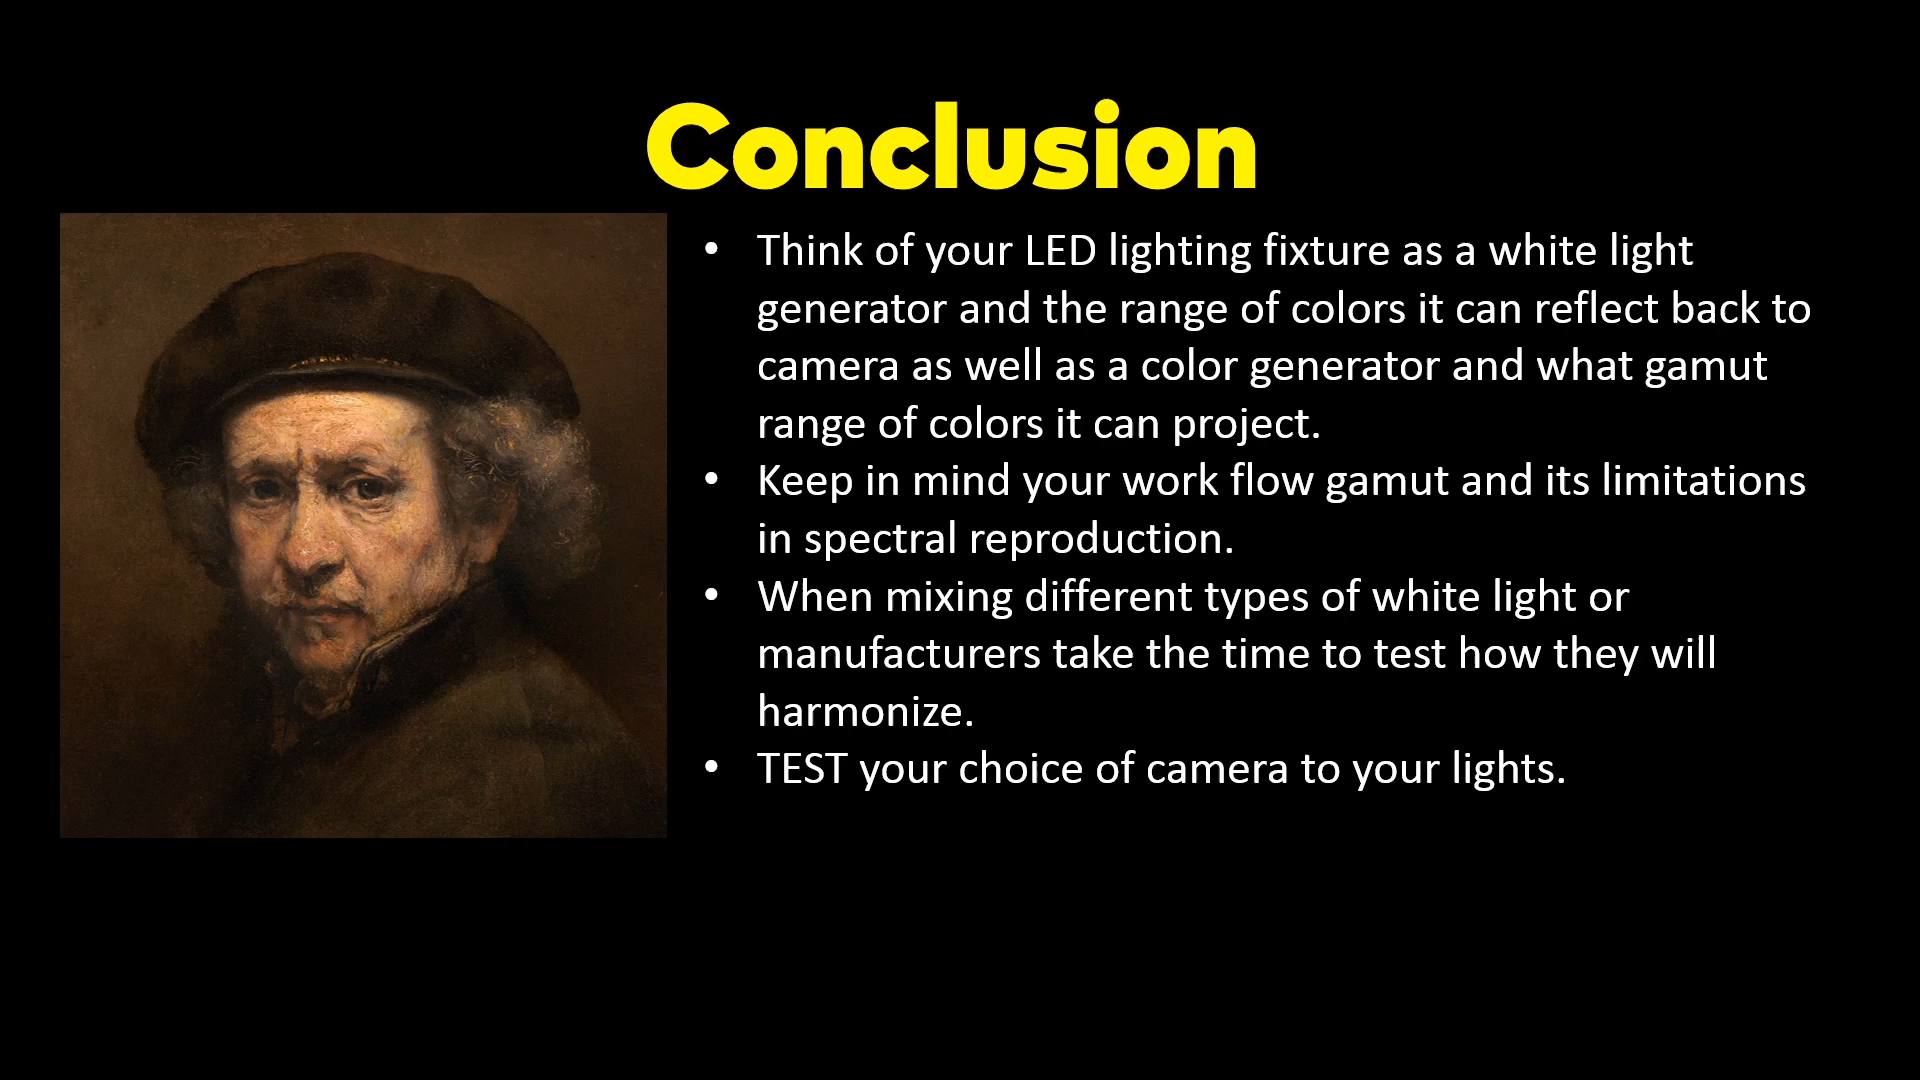 Conclusion
• Think of your LED lighting fixture as a white light
generator and the range of colors it can reflect back to
camera as well as a color generator and what gamut
range of colors it can project.
• Keep in mind your work flow gamut and its limitations
in spectral reproduction.
• When mixing different types of white light or
manufacturers take the time to test how they will
harmonize.
• TEST your choice of camera to your lights.